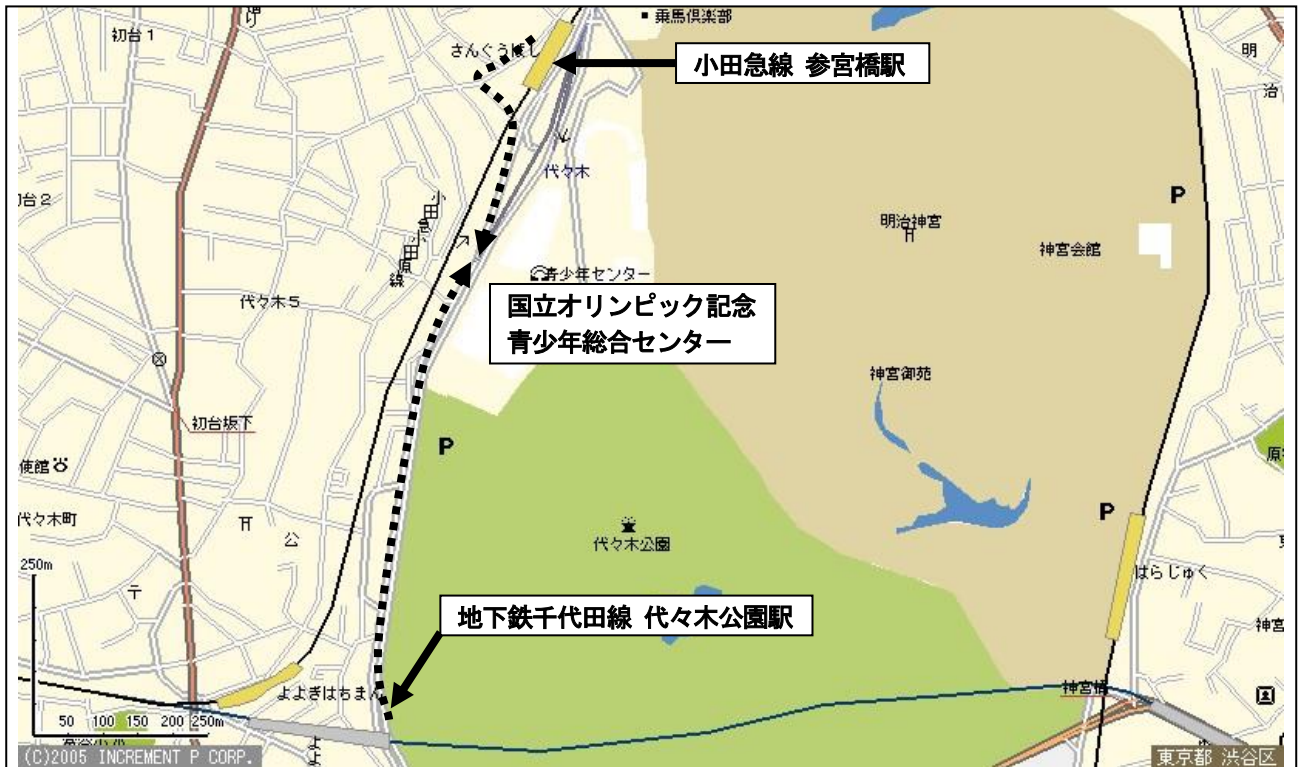 乗馬倶楽部
初台1
さんぐうばし
小田急線 参宮橋駅
明
治
代々木
初台2
P
小田急小田原線
明治神宮
神宮会館
青少年センター
代々木5
国立オリンピック記念
青少年総合センター
神宮御苑
初台坂下
P
使館
原
代々木町
公
P
代々木公園
250m
はらじゅく
地下鉄千代田線 代々木公園駅
神宮
よよぎはちまん
神宮橋
50 100 150 200 250m
(C)2005 INCREMENT P CORP.
東京都 渋谷区